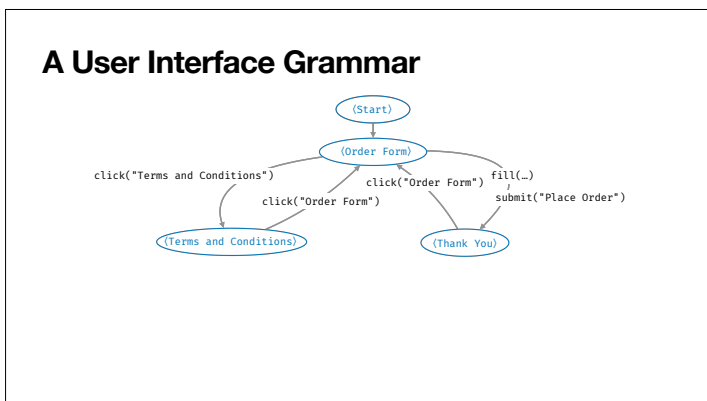 A User Interface Grammar
⟨Start⟩
⟨Order Form⟩
click("Terms and Conditions")
click("Order Form")
click("Order Form")
fill(…)
submit("Place Order")
⟨Terms and Conditions⟩
⟨Thank You⟩